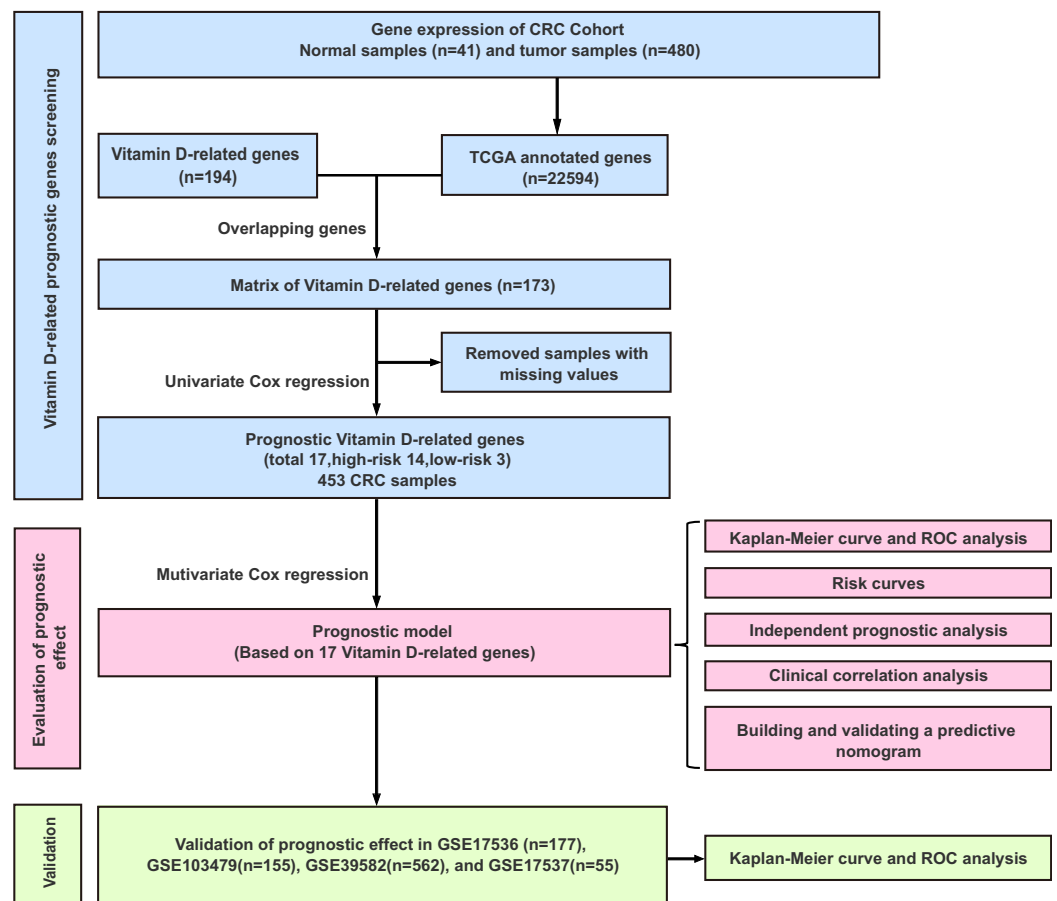 Vitamin D-related prognostic genes screening
Gene expression of CRC Cohort
Normal samples (n=41) and tumor samples (n=480)
Vitamin D-related genes
(n=194)
TCGA annotated genes
(n=22594)
Overlapping genes
Matrix of Vitamin D-related genes (n=173)
Removed samples with
missing values
Univariate Cox regression
Prognostic Vitamin D-related genes
(total 17,high-risk 14,low-risk 3)
453 CRC samples
Evaluation of prognostic
effect
Mutivariate Cox regression
Prognostic model
(Based on 17 Vitamin D-related genes)
Kaplan-Meier curve and ROC analysis
Risk curves
Independent prognostic analysis
Clinical correlation analysis
Building and validating a predictive
nomogram
Validation
Validation of prognostic effect in GSE17536 (n=177),
GSE103479(n=155), GSE39582(n=562), and GSE17537(n=55)
Kaplan-Meier curve and ROC analysis